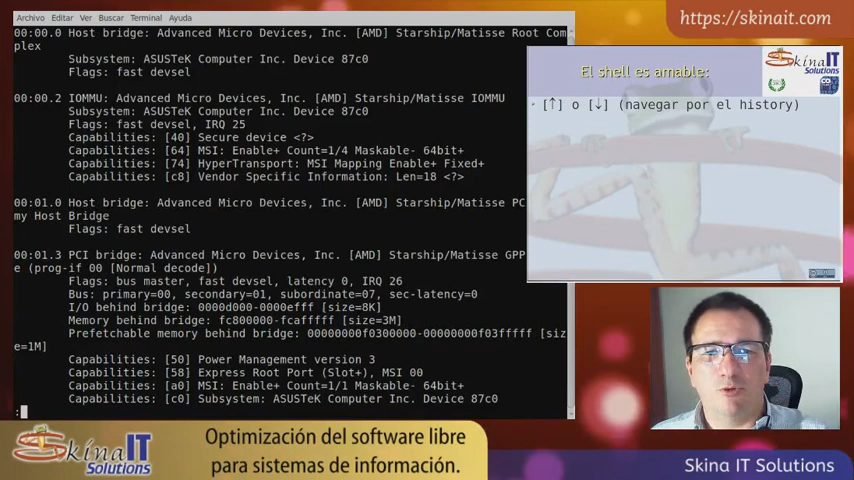 Archivo Editar Ver Buscar Terminal Ayuda
00:00.0 Host bridge: Advanced Micro Devices, Inc. [AMD] Starship/Matisse Root Com
plex
Subsystem: ASUSTeK Computer Inc. Device 87c0
Flags: fast devsel
00:00.2 IOMMU: Advanced Micro Devices, Inc. [AMD] Starship/Matisse IOMMU
Subsystem: ASUSTeK Computer Inc. Device 87c0
Flags: fast devsel, IRQ 25
Capabilities: [40] Secure device <?>
Capabilities: [64] MSI: Enable+ Count=1/4 Maskable- 64bit+
Capabilities: [74] HyperTransport: MSI Mapping Enable+ Fixed+
Capabilities: [c8] Vendor Specific Information: Len=18 <?>
00:01.0 Host bridge: Advanced Micro Devices, Inc. [AMD] Starship/Matisse PC
my Host Bridge
Flags: fast devsel
00:01.3 PCI bridge: Advanced Micro Devices, Inc. [AMD] Starship/Matisse GPP
e (prog-if 00 [Normal decode])
Flags: bus master, fast devsel, latency 0, IRQ 26
Bus: primary=00, secondary=01, subordinate=07, sec-latency=0
I/O behind bridge: 0000d000-0000efff [size=8K]
Memory behind bridge: fc800000-fcafffff [size=3M]
Prefetchable memory behind bridge: 00000000f0300000-00000000f03fffff [siz
e=1M]
Capabilities: [50] Power Management version 3
Capabilities: [58] Express Root Port (Slot+), MSI 00
Capabilities: [a0] MSI: Enable+ Count=1/1 Maskable- 64bit+
Capabilities: [c0] Subsystem: ASUSTeK Computer Inc. Device 87c0
:
https://skinait.com
El shell es amable:
Skína IT
Solutions
[↑] o [↓] (navegar por el history)
Skína IT
Solutions
Optimización del software libre
para sistemas de información.
Skina IT Solutions